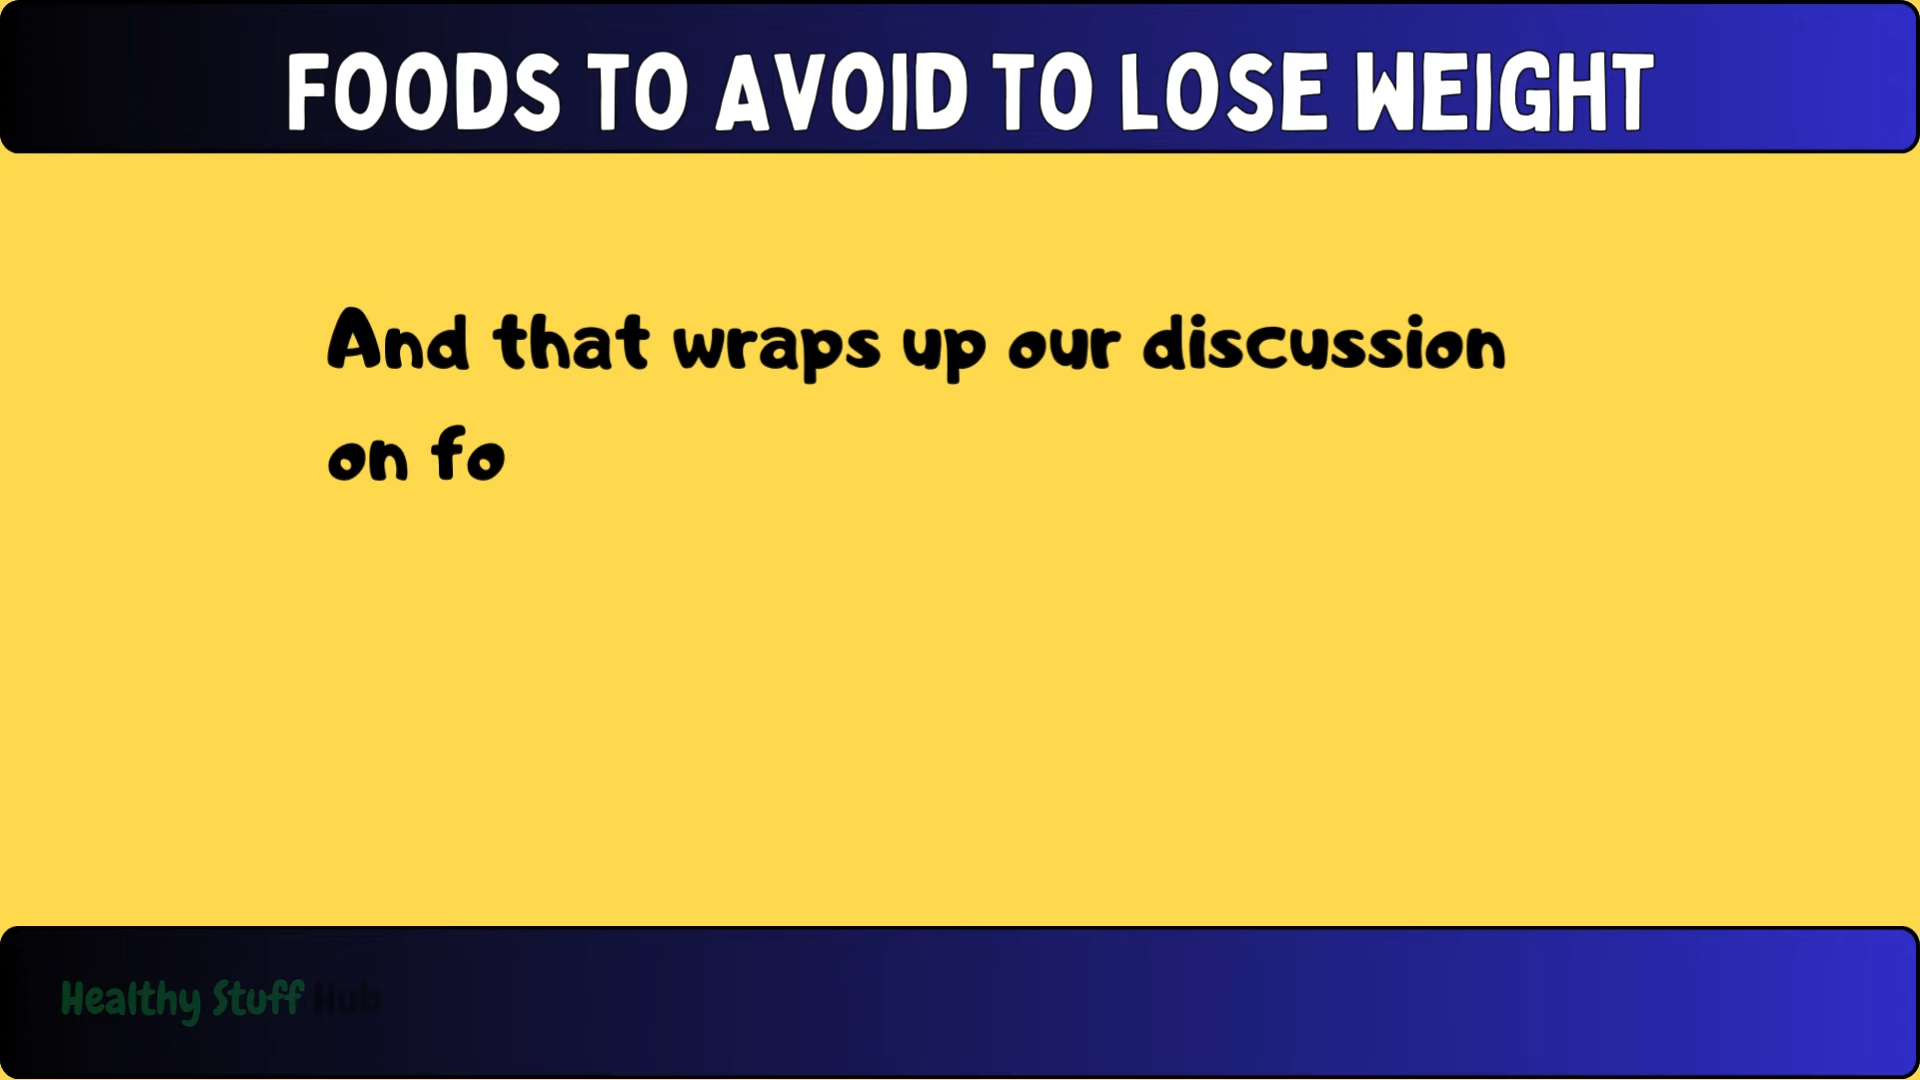 FOODS TO AVOID TO LOSE WEIGHT
And that wraps up our discussion
on fo
Healthy Stuff Hub